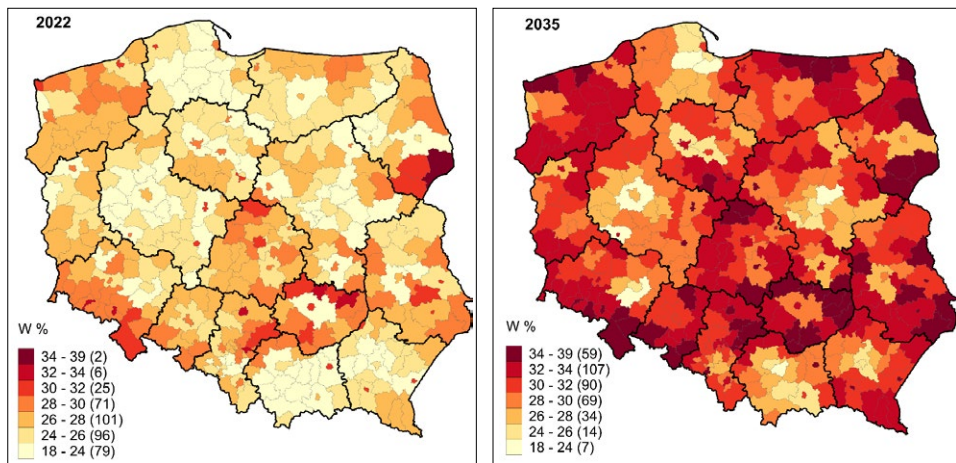 2022
W %
34 - 39 (2)
32 - 34 (6)
30 - 32 (25)
28 - 30 (71)
26 - 28 (101)
24 - 26 (96)
18 - 24 (79)
2035
W %
34 - 39 (59)
32 - 34 (107)
30 - 32 (90)
28 - 30 (69)
26 - 28 (34)
24 - 26 (14)
18 - 24 (7)